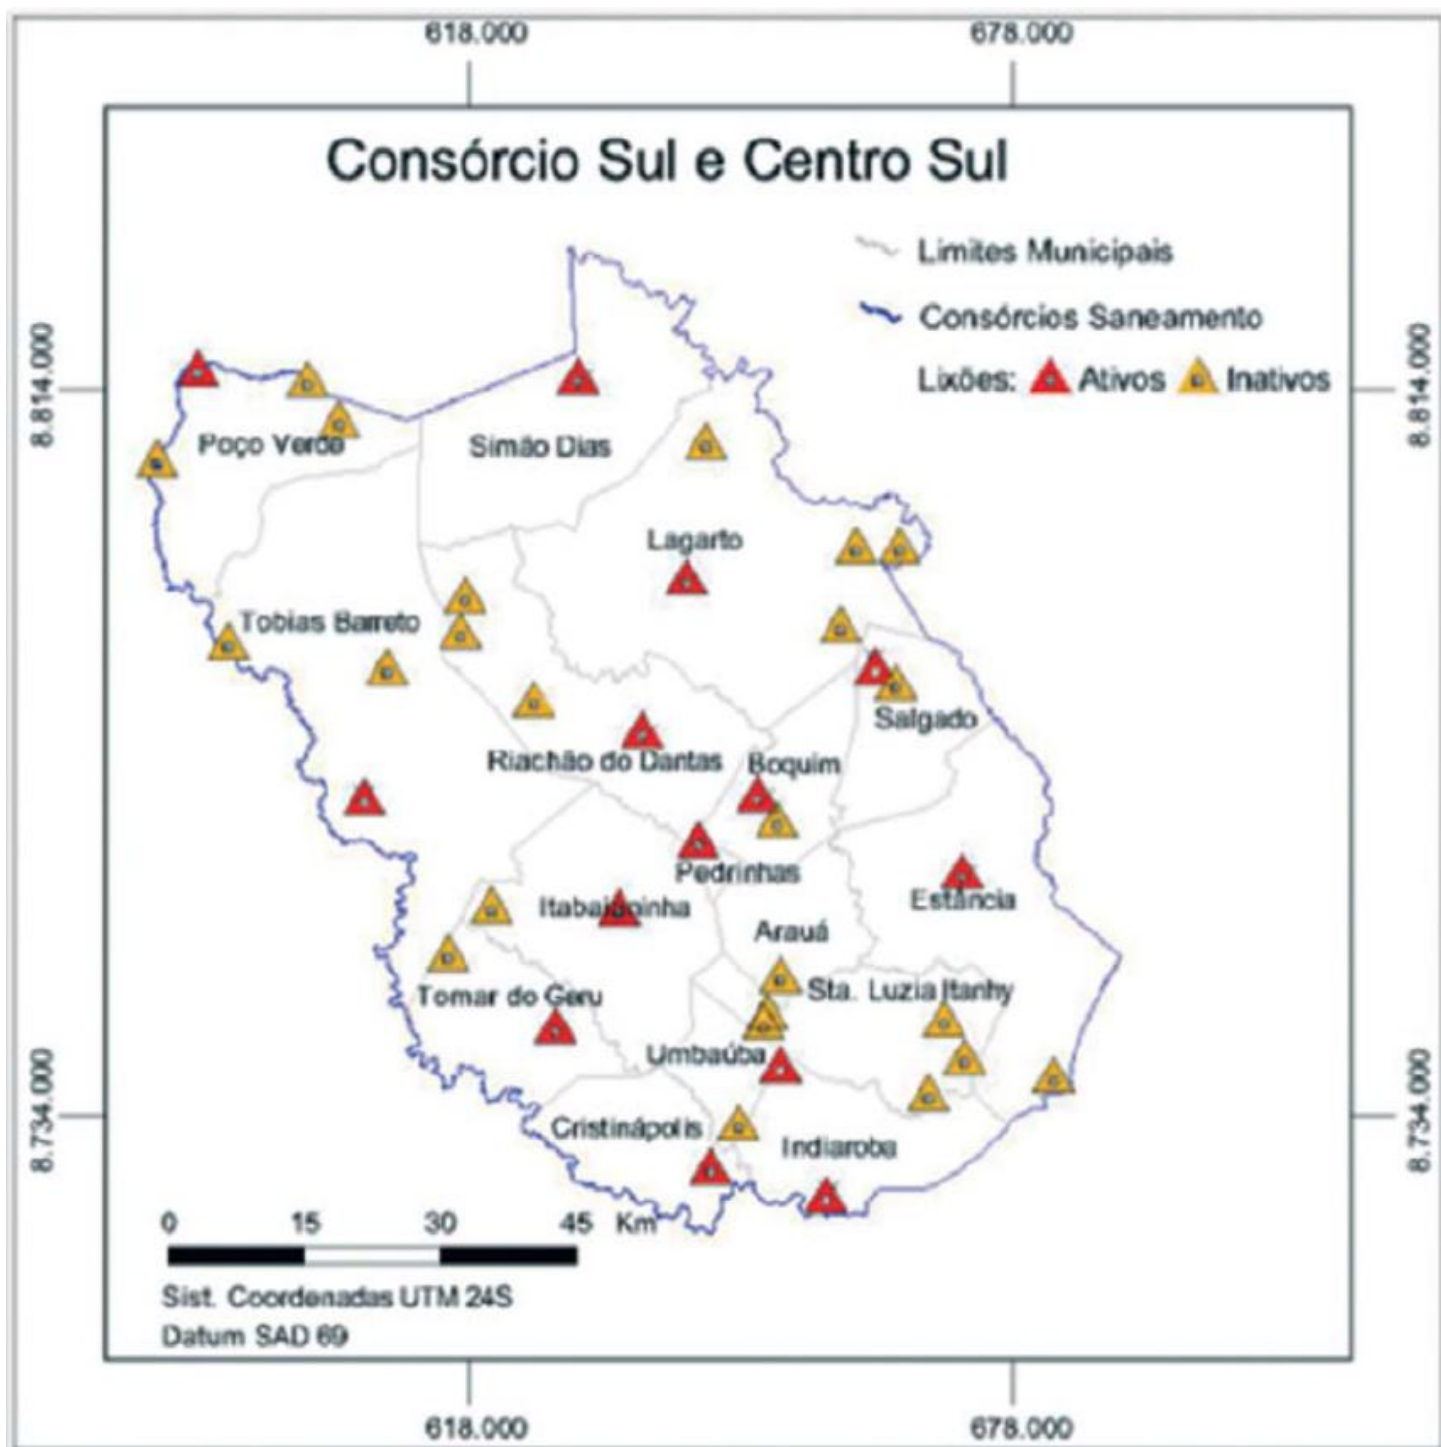 618.000 678.000
Consórcio Sul e Centro Sul
Limites Municipais
Consórcios Saneamento
Lixões: Ativos Inativos
8.814.000 8.814.000
Poço Verde
Simão Dias
Lagarto
Tobias Barreto
Salgado
Riachão do Dantas
Boquim
Pedrinhas
Itabaianinha
Estância
Arauá
Tomar do Geru
Sta. Luzia Itanhy
Umbaúba
8.734.000 8.734.000
Cristinápolis
Indiaroba
0 15 30 45 Km
Sist. Coordenadas UTM 24S
Datum SAD 69
618.000 678.000